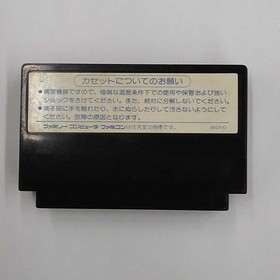 カセットについてのお願い
●精密機器ですので、極端な温度条件下での使用や保管および強い
ショックをさけてください。また、絶対に分解しないでください。
●端子部に手を触れたり、水にぬらしたりして汚さないようにして
ください。故障の原因となります。
ファミリーコンピュータ・ファミコンは任天堂の商標です。